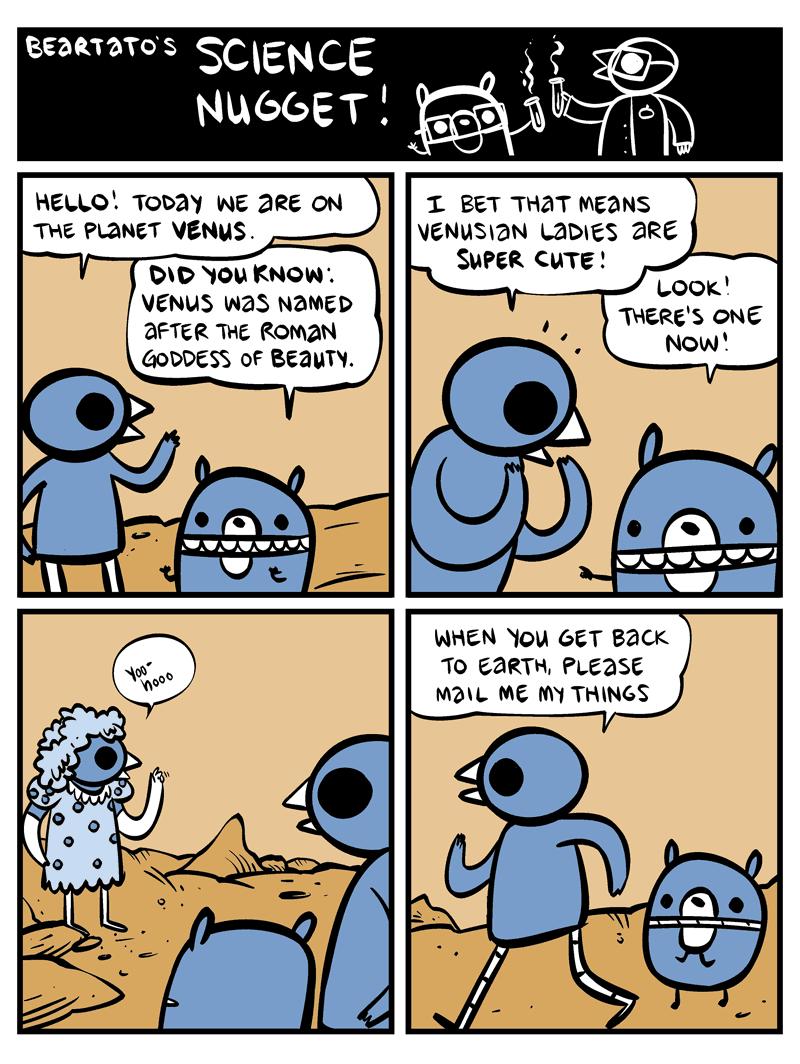 BEARTATO'S SCIENCE
NUGGET!
HELLO! TODAY WE ARE ON
THE PLANET VENUS.
DID YOU KNOW:
VENUS WAS NAMED
AFTER THE ROMAN
GODDESS OF BEAUTY.
I BET THAT MEANS
VENUSIAN LADIES ARE
SUPER CUTE!
LOOK!
THERE'S ONE
NOW!
YOO-
HOOO
WHEN YOU GET BACK
TO EARTH, PLEASE
MAIL ME MY THINGS